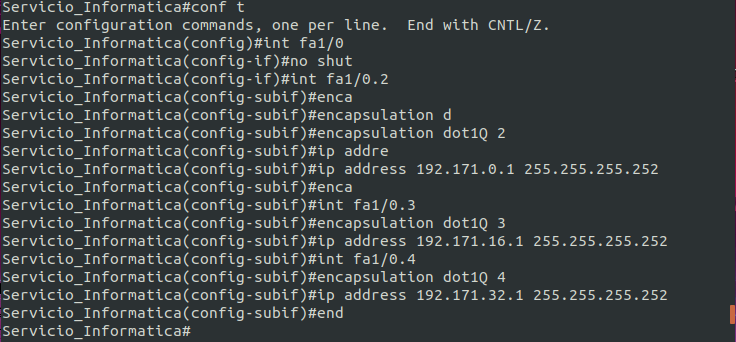 Servicio_Informatica#conf t
Enter configuration commands, one per line.  End with CNTL/Z.
Servicio_Informatica(config)#int fa1/0
Servicio_Informatica(config-if)#no shut
Servicio_Informatica(config-if)#int fa1/0.2
Servicio_Informatica(config-subif)#enca
Servicio_Informatica(config-subif)#encapsulation d
Servicio_Informatica(config-subif)#encapsulation dot1Q 2
Servicio_Informatica(config-subif)#ip addre
Servicio_Informatica(config-subif)#ip address 192.171.0.1 255.255.255.252
Servicio_Informatica(config-subif)#enca
Servicio_Informatica(config-subif)#int fa1/0.3
Servicio_Informatica(config-subif)#encapsulation dot1Q 3
Servicio_Informatica(config-subif)#ip address 192.171.16.1 255.255.255.252
Servicio_Informatica(config-subif)#int fa1/0.4
Servicio_Informatica(config-subif)#encapsulation dot1Q 4
Servicio_Informatica(config-subif)#ip address 192.171.32.1 255.255.255.252
Servicio_Informatica(config-subif)#end
Servicio_Informatica#